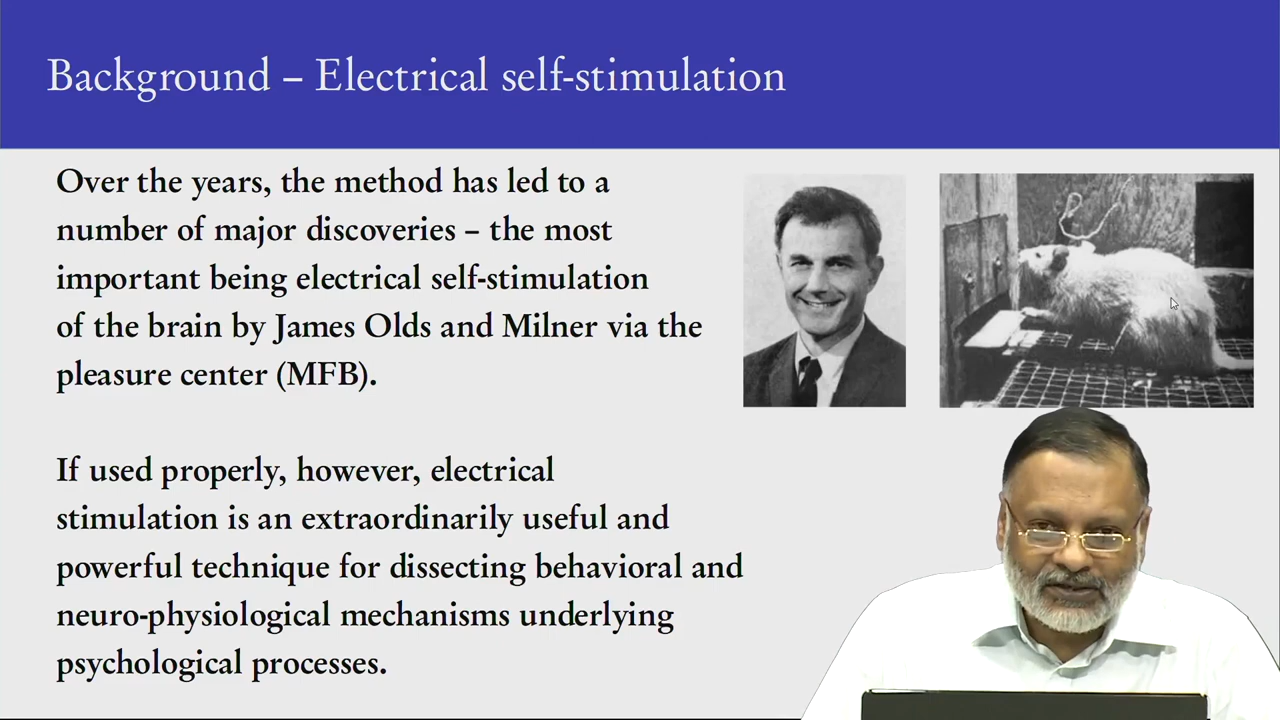 Background – Electrical self-stimulation
Over the years, the method has led to a
number of major discoveries – the most
important being electrical self-stimulation
of the brain by James Olds and Milner via the
pleasure center (MFB).
If used properly, however, electrical
stimulation is an extraordinarily useful and
powerful technique for dissecting behavioral and
neuro-physiological mechanisms underlying
psychological processes.